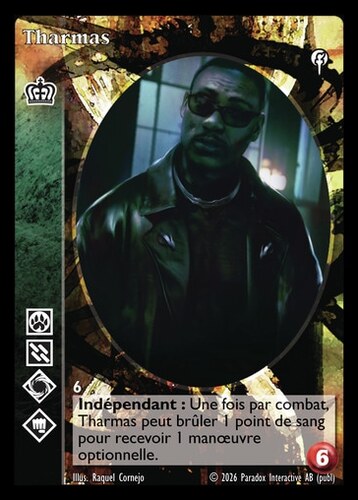 Tharmas
6
Indépendant : Une fois par combat,
Tharmas peut brûler 1 point de sang
pour recevoir 1 manœuvre
optionnelle.
6
Illus. Raquel Cornejo
© 2026 Paradox Interactive AB (publ)